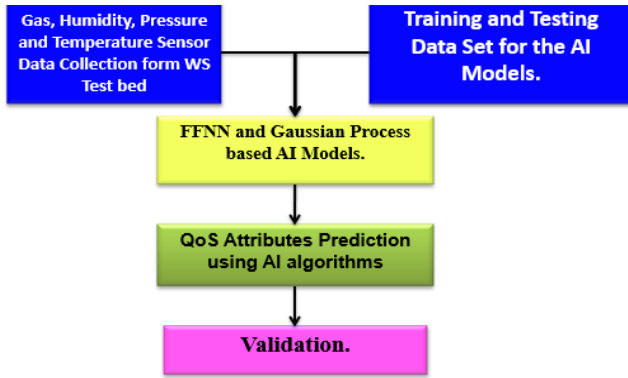 Gas, Humidity, Pressure
and Temperature Sensor
Data Collection form WS
Test bed
Training and Testing
Data Set for the AI
Models.
FFNN and Gaussian Process
based AI Models.
QoS Attributes Prediction
using AI algorithms
Validation.